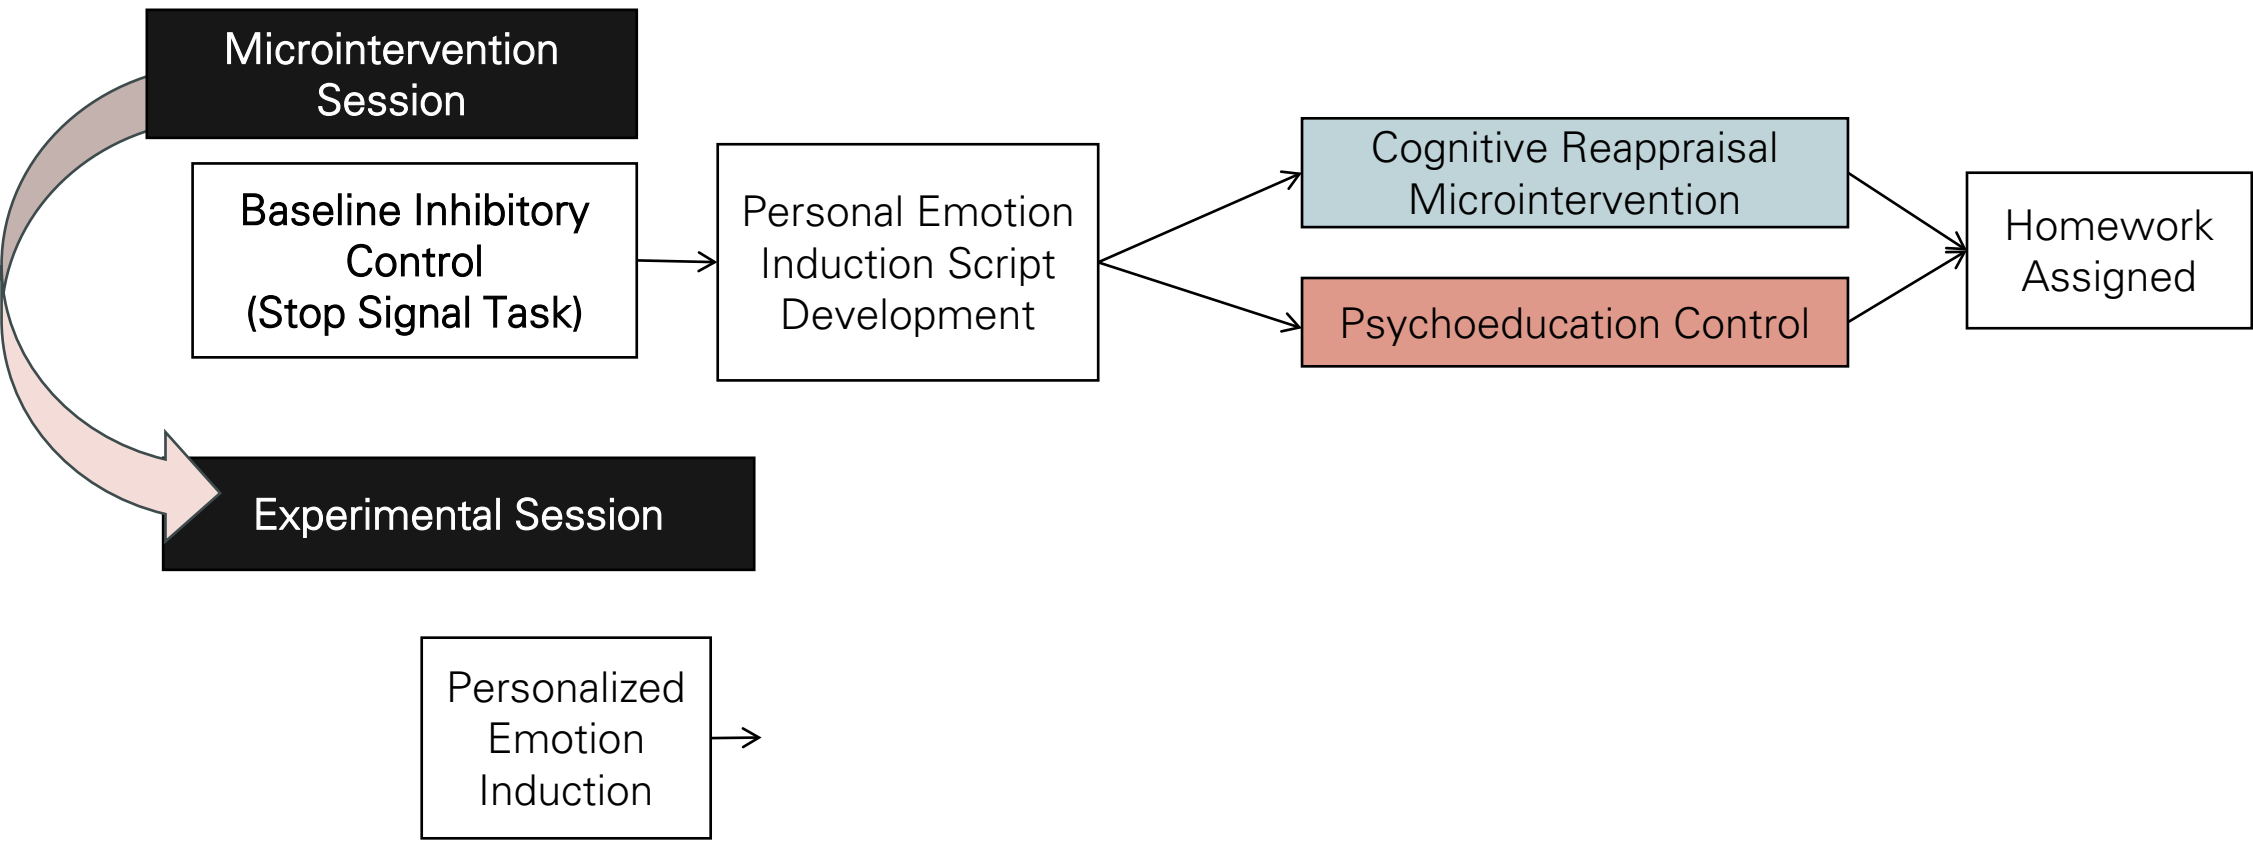 Microintervention
Session
Baseline Inhibitory
Control
(Stop Signal Task)
Personal Emotion
Induction Script
Development
Cognitive Reappraisal
Microintervention
Psychoeducation Control
Homework
Assigned
Experimental Session
Personalized
Emotion
Induction